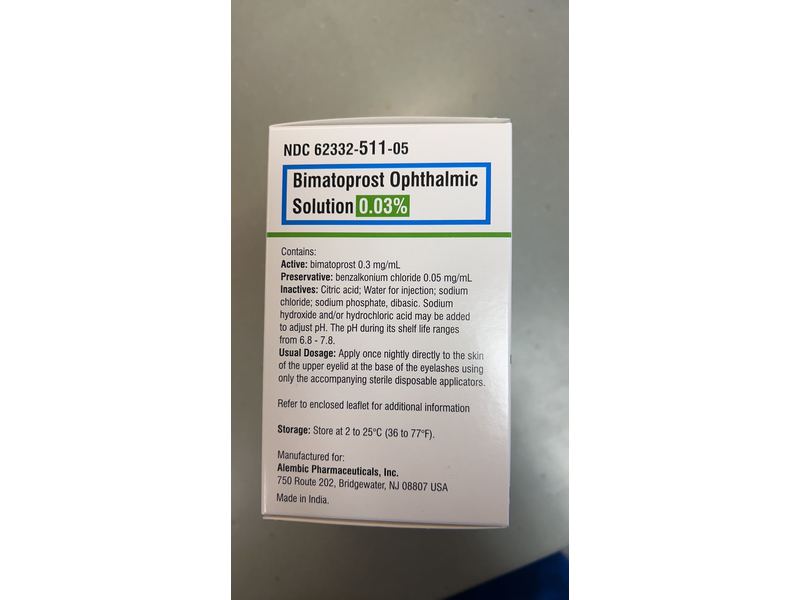 NDC 62332-511-05
Bimatoprost Ophthalmic
Solution 0.03%
Contains:
Active: bimatoprost 0.3 mg/mL
Preservative: benzalkonium chloride 0.05 mg/mL
Inactives: Citric acid; Water for injection; sodium
chloride; sodium phosphate, dibasic. Sodium
hydroxide and/or hydrochloric acid may be added
to adjust pH. The pH during its shelf life ranges
from 6.8 - 7.8.
Usual Dosage: Apply once nightly directly to the skin
of the upper eyelid at the base of the eyelashes using
only the accompanying sterile disposable applicators.
Refer to enclosed leaflet for additional information
Storage: Store at 2 to 25°C (36 to 77°F).
Manufactured for:
Alembic Pharmaceuticals, Inc.
750 Route 202, Bridgewater, NJ 08807 USA
Made in India.